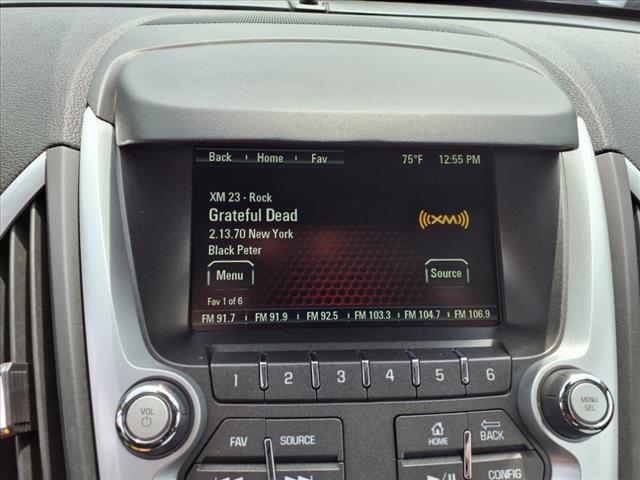 Back Home Fav 75°F 12:55 PM
XM 23 - Rock
Grateful Dead
((XM))
2.13.70 New York
Black Peter
Menu Source
Fav 1 of 6
FM 91.7 FM 91.9 FM 92.5 FM 103.3 FM 104.7 FM 106.9
1 2 3 4 5 6
VOL
MENU
SEL
FAV SOURCE HOME BACK
CONFIG